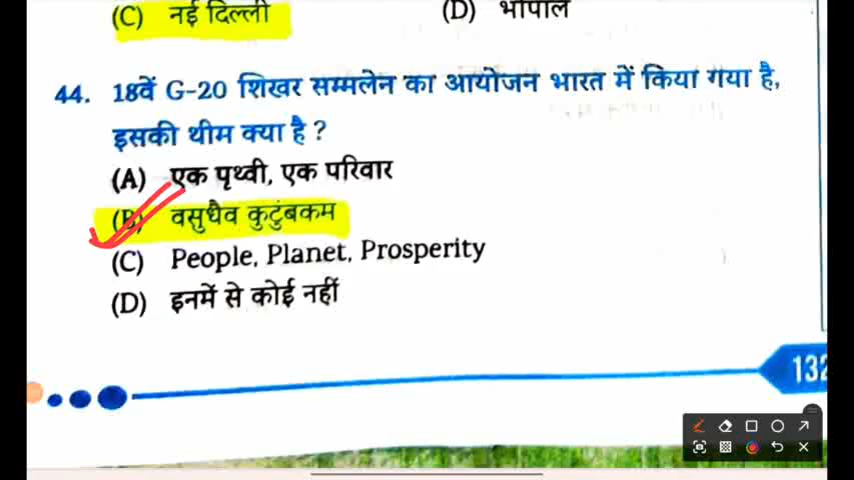 (C) नई दिल्ली (D) भोपाल
44. 18वें G-20 शिखर सम्मलेन का आयोजन भारत में किया गया है,
इसकी थीम क्या है ?
(A) एक पृथ्वी, एक परिवार
(B) वसुधैव कुटुंबकम
(C) People, Planet, Prosperity
(D) इनमें से कोई नहीं
132